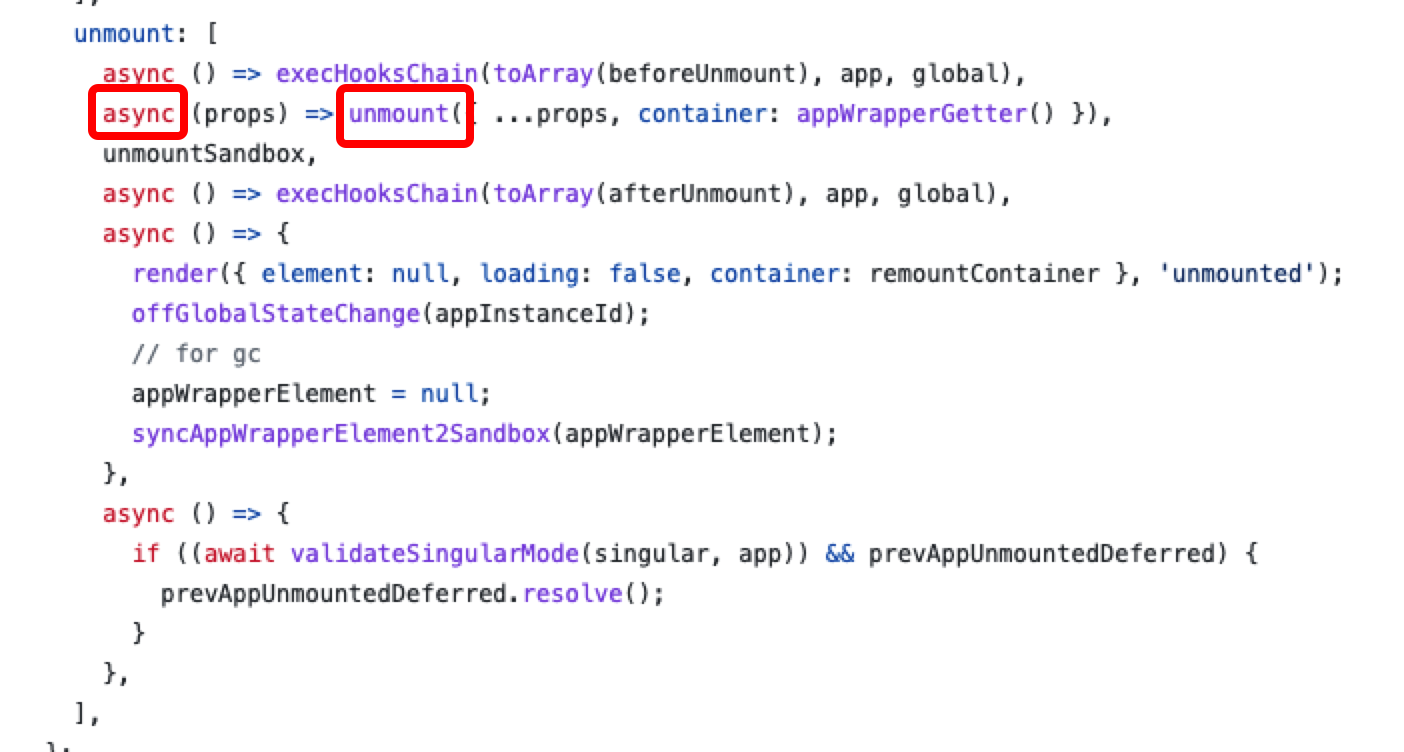 unmount: [
async () => execHooksChain(toArray(beforeUnmount), app, global),
async (props) => unmount({ ...props, container: appWrapperGetter() }),
unmountSandbox,
async () => execHooksChain(toArray(afterUnmount), app, global),
async () => {
render({ element: null, loading: false, container: remountContainer }, 'unmounted');
offGlobalStateChange(appInstanceId);
// for gc
appWrapperElement = null;
syncAppWrapperElement2Sandbox(appWrapperElement);
},
async () => {
if ((await validateSingularMode(singular, app)) && prevAppUnmountedDeferred) {
prevAppUnmountedDeferred.resolve();
}
},
],